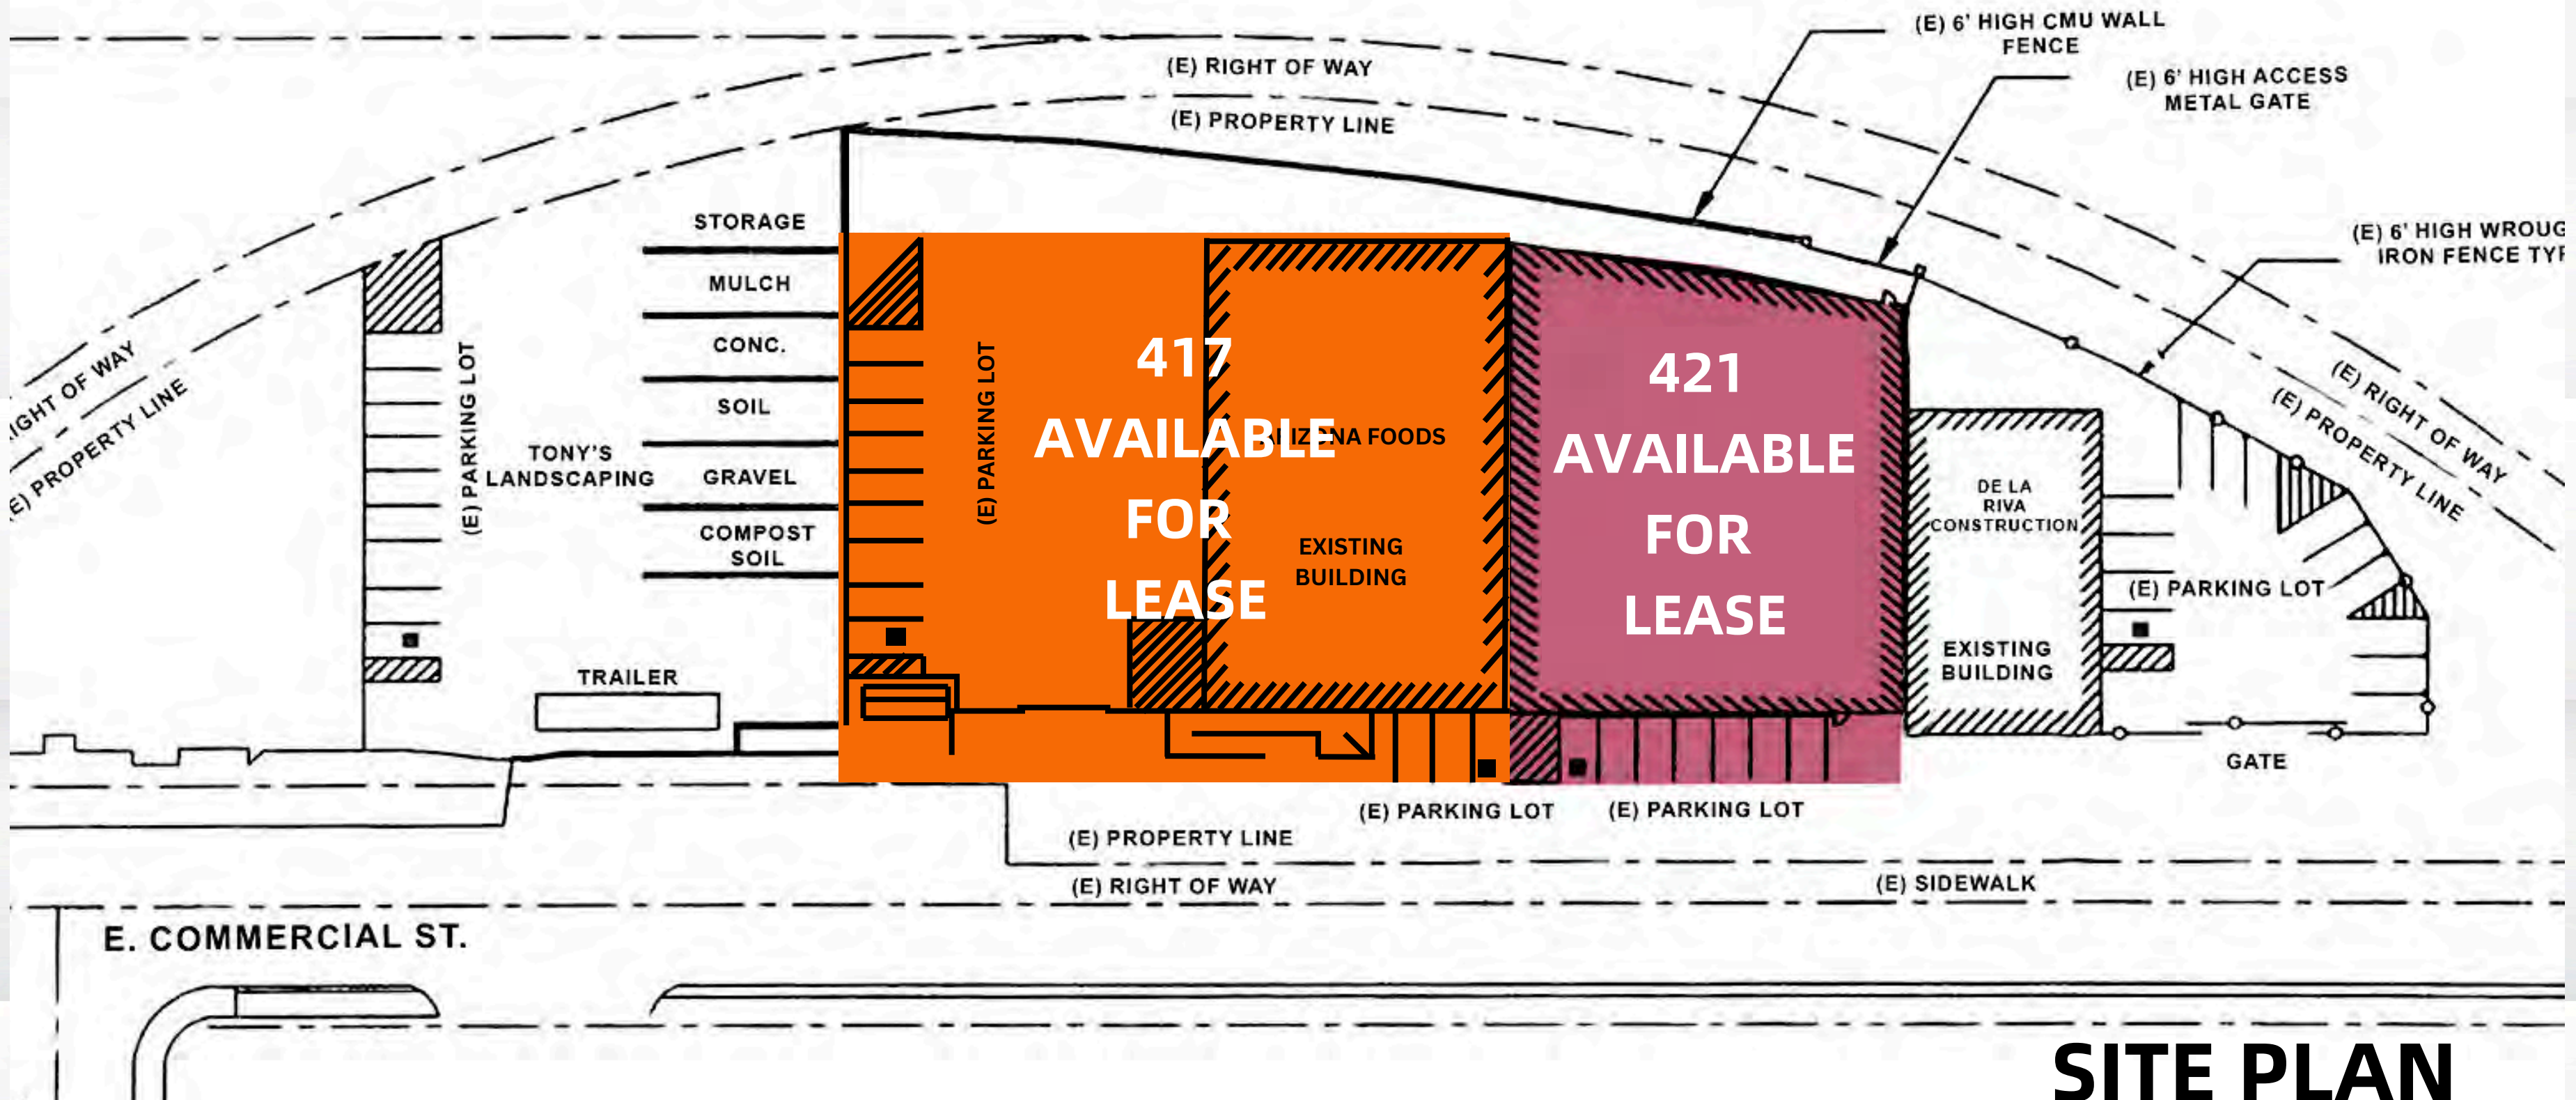 (E) 6' HIGH CMU WALL
FENCE
(E) RIGHT OF WAY
(E) 6' HIGH ACCESS
METAL GATE
(E) PROPERTY LINE
(E) 6' HIGH WROUG
IRON FENCE TYP
STORAGE
MULCH
CONC.
SOIL
GRAVEL
COMPOST
SOIL
RIGHT OF WAY
(E) PROPERTY LINE
(E) PARKING LOT
TONY'S
LANDSCAPING
TRAILER
(E) PARKING LOT
417
AVAILABLE
FOR
LEASE
ARIZONA FOODS
EXISTING
BUILDING
421
AVAILABLE
FOR
LEASE
DE LA
RIVA
CONSTRUCTION
EXISTING
BUILDING
(E) RIGHT OF WAY
(E) PROPERTY LINE
(E) PARKING LOT
GATE
(E) PARKING LOT
(E) PARKING LOT
(E) PROPERTY LINE
(E) RIGHT OF WAY
(E) SIDEWALK
E. COMMERCIAL ST.
SITE PLAN